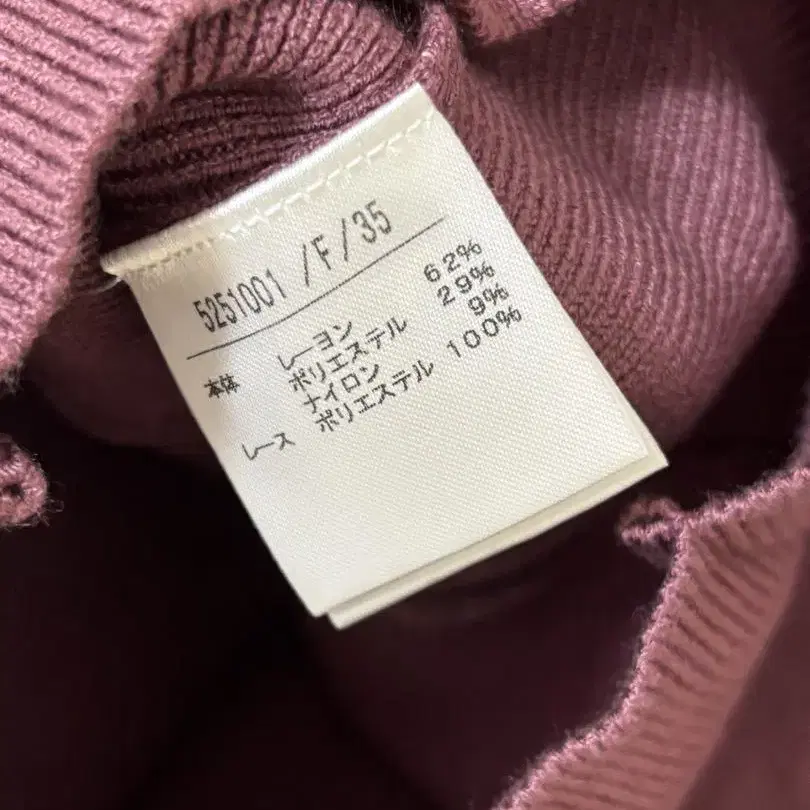 5251001 /F/35
本体 レーヨン 62%
ポリエステル 29%
ナイロン 9%
レース ポリエステル 100%